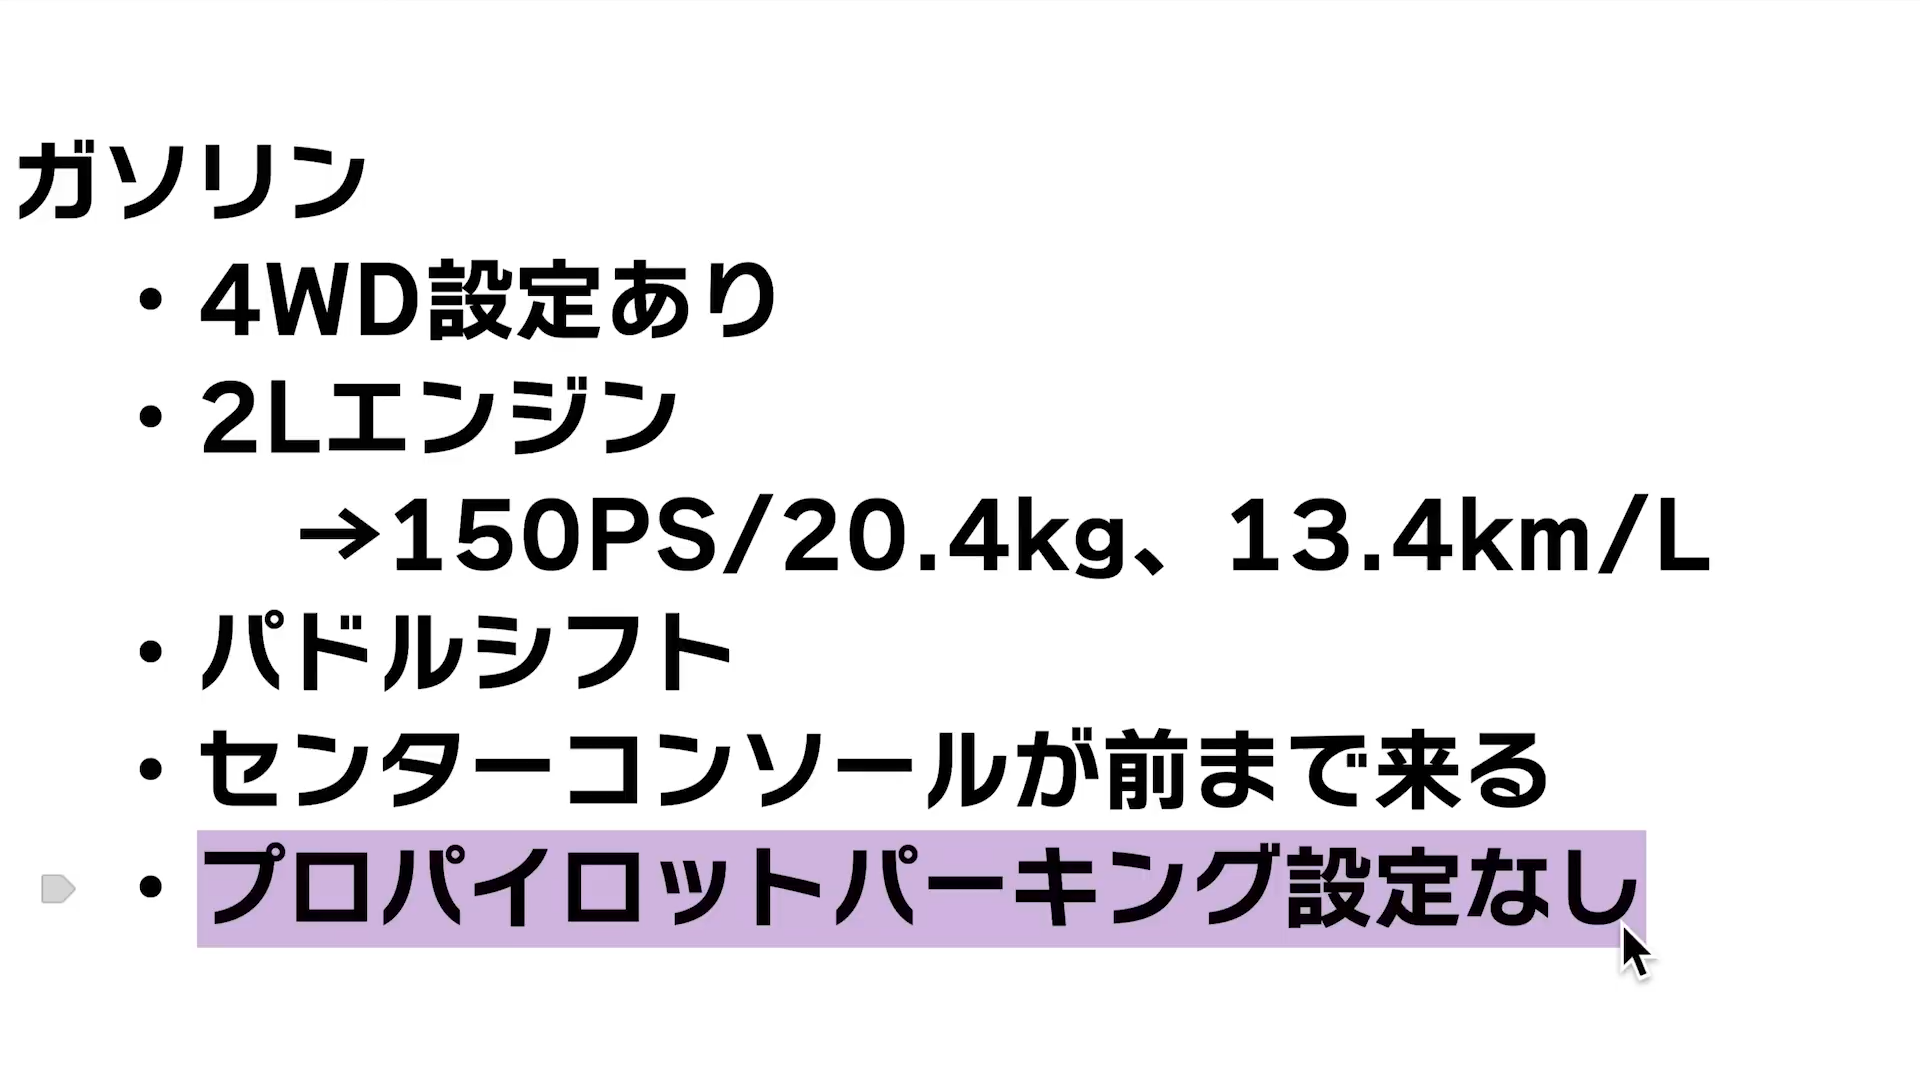 ガソリン
・4WD設定あり
・2Lエンジン
→150PS/20.4kg、13.4km/L
・パドルシフト
・センターコンソールが前まで来る
・プロパイロットパーキング設定なし